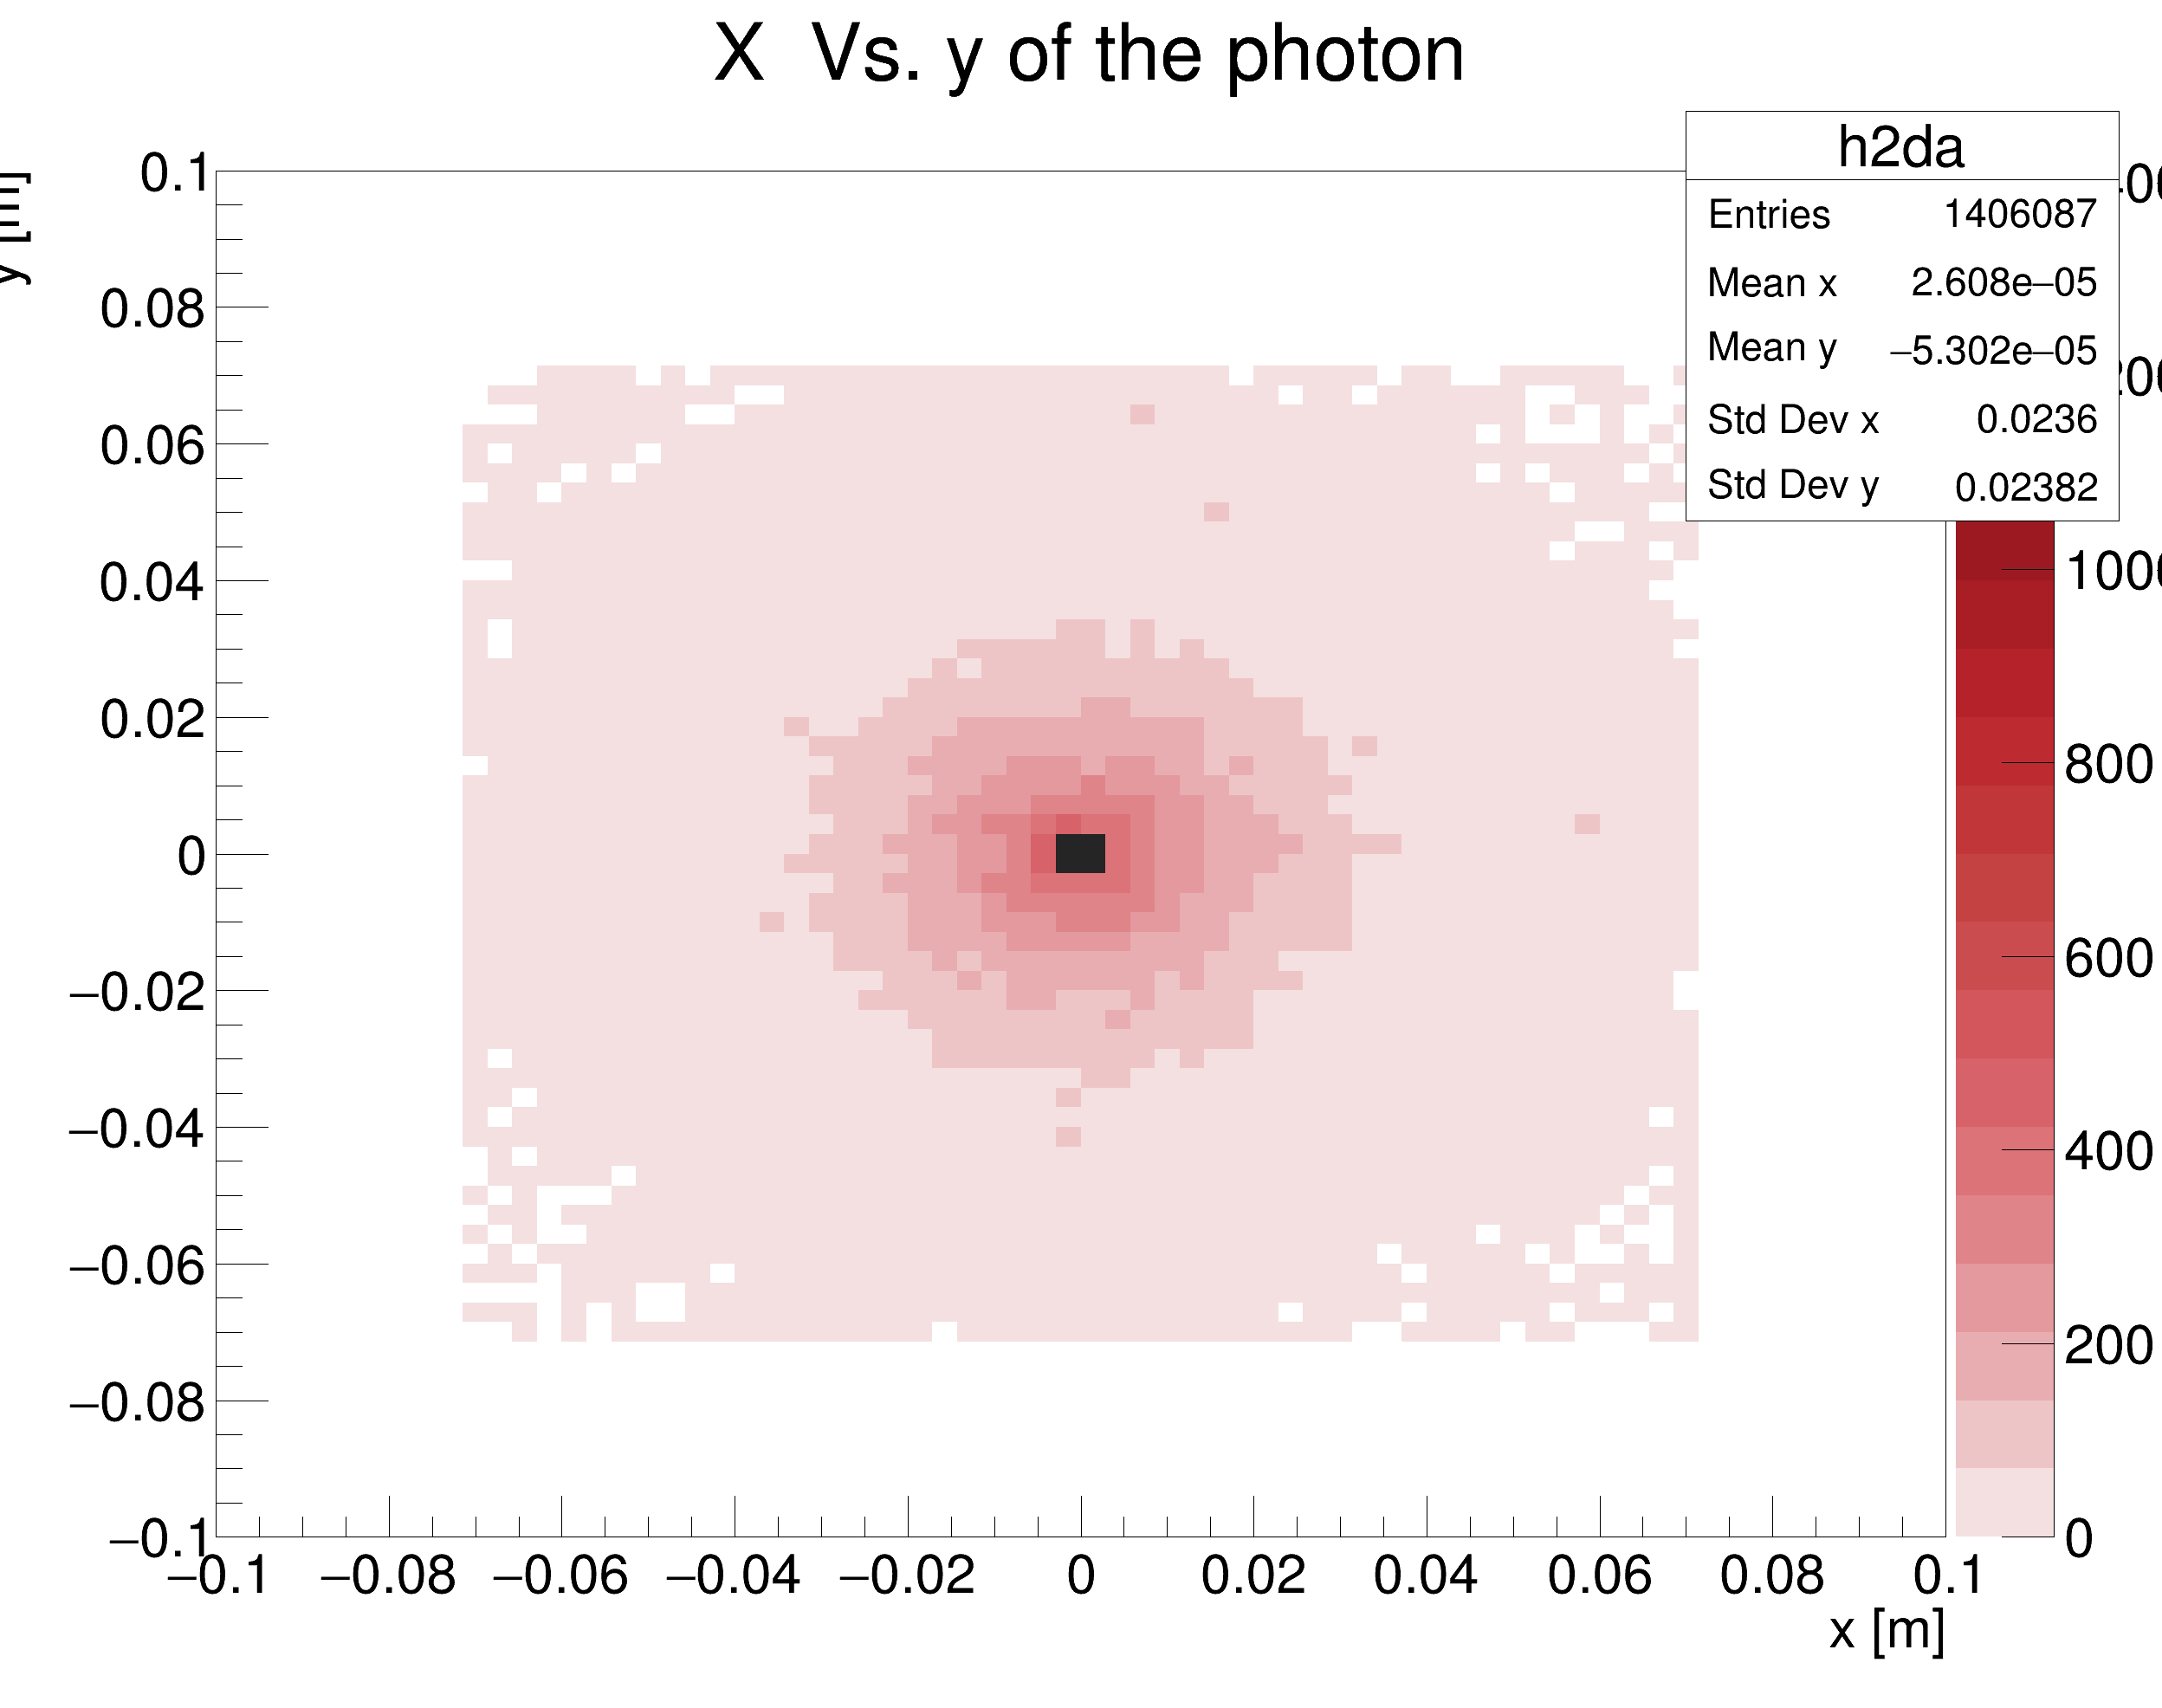 X Vs. y of the photon
h2da
Entries 1406087
Mean x 2.608e−05
Mean y −5.302e−05
Std Dev x 0.0236
Std Dev y 0.02382
y [m]
0.1
0.08
0.06
0.04
0.02
0
−0.02
−0.04
−0.06
−0.08
−0.1
−0.1 −0.08 −0.06 −0.04 −0.02 0 0.02 0.04 0.06 0.08 0.1
x [m]
800
600
400
200
0